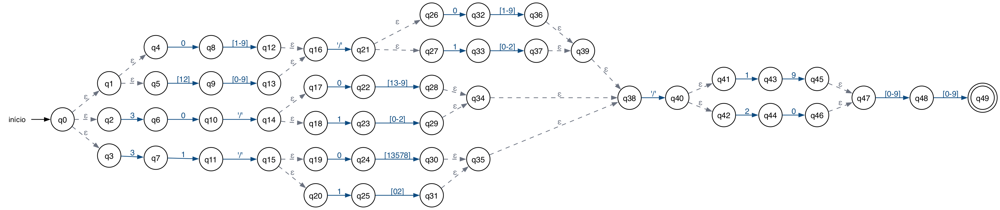 q26 0 q32 [1-9] q36
ε ε
q4 0 q8 [1-9] q12 ε q16 '/' q21 ε q27 1 q33 [0-2] q37 ε q39
ε ε ε
q1 ε q5 [12] q9 [0-9] q13 q17 0 q22 [13-9] q28 ε q41 1 q43 9 q45
ε ε ε q34 ε q38 '/' q40 ε ε q47 [0-9] q48 [0-9] q49
início q0 ε q2 3 q6 0 q10 '/' q14 ε q18 1 q23 [0-2] q29 ε ε q42 2 q44 0 q46 ε
ε ε
q3 3 q7 1 q11 '/' q15 ε q19 0 q24 [13578] q30 ε q35
ε ε
q20 1 q25 [02] q31